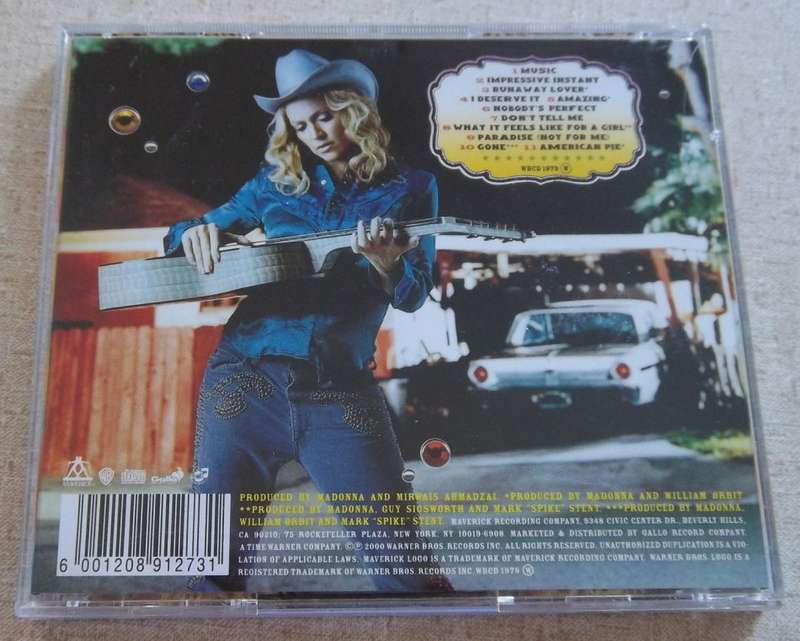 1 MUSIC
2 IMPRESSIVE INSTANT
3 RUNAWAY LOVER*
4 I DESERVE IT 5 AMAZING*
6 NOBODY'S PERFECT
7 DON'T TELL ME
8 WHAT IT FEELS LIKE FOR A GIRL**
9 PARADISE (NOT FOR ME)
10 GONE*** 11 AMERICAN PIE*
WBCD 1978 W
MAVERICK
Gallo
PRODUCED BY MADONNA AND MIRWAIS AHMADZAI. *PRODUCED BY MADONNA AND WILLIAM ORBIT
**PRODUCED BY MADONNA, GUY SIGSWORTH AND MARK "SPIKE" STENT. ***PRODUCED BY MADONNA,
WILLIAM ORBIT AND MARK "SPIKE" STENT. MAVERICK RECORDING COMPANY, 9348 CIVIC CENTER DR., BEVERLY HILLS,
CA 90210; 75 ROCKEFELLER PLAZA, NEW YORK, NY 10019-6908. MARKETED & DISTRIBUTED BY GALLO RECORD COMPANY.
A TIME WARNER COMPANY. ©℗ 2000 WARNER BROS. RECORDS INC. ALL RIGHTS RESERVED. UNAUTHORIZED DUPLICATION IS A VIO-
LATION OF APPLICABLE LAWS. MAVERICK LOGO IS A TRADEMARK OF MAVERICK RECORDING COMPANY. WARNER BROS. LOGO IS A
REGISTERED TRADEMARK OF WARNER BROS. RECORDS INC. WBCD 1978 W
6 001208 912731